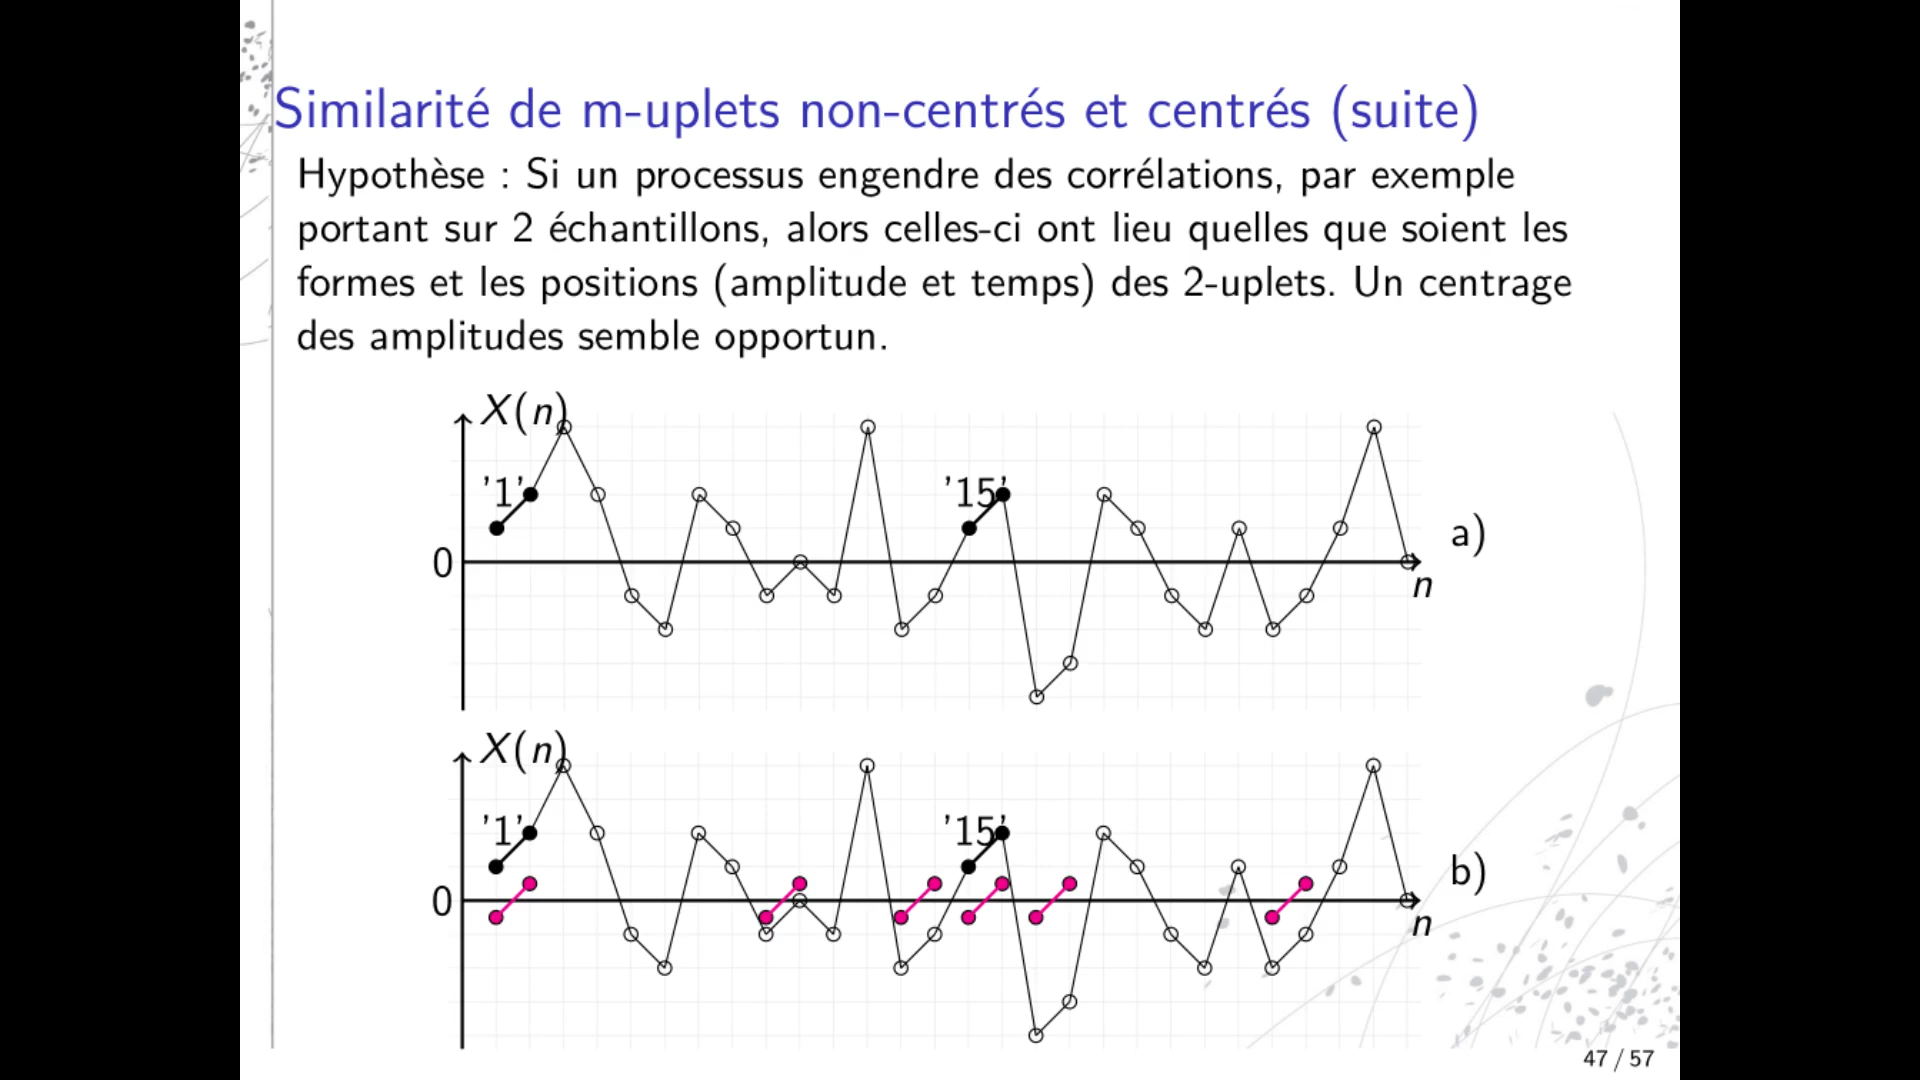 Similarité de m-uplets non-centrés et centrés (suite)
Hypothèse : Si un processus engendre des corrélations, par exemple
portant sur 2 échantillons, alors celles-ci ont lieu quelles que soient les
formes et les positions (amplitude et temps) des 2-uplets. Un centrage
des amplitudes semble opportun.
X(n)
'1'
'15'
a)
0
n
X(n)
'1'
'15'
b)
0
n
47 / 57